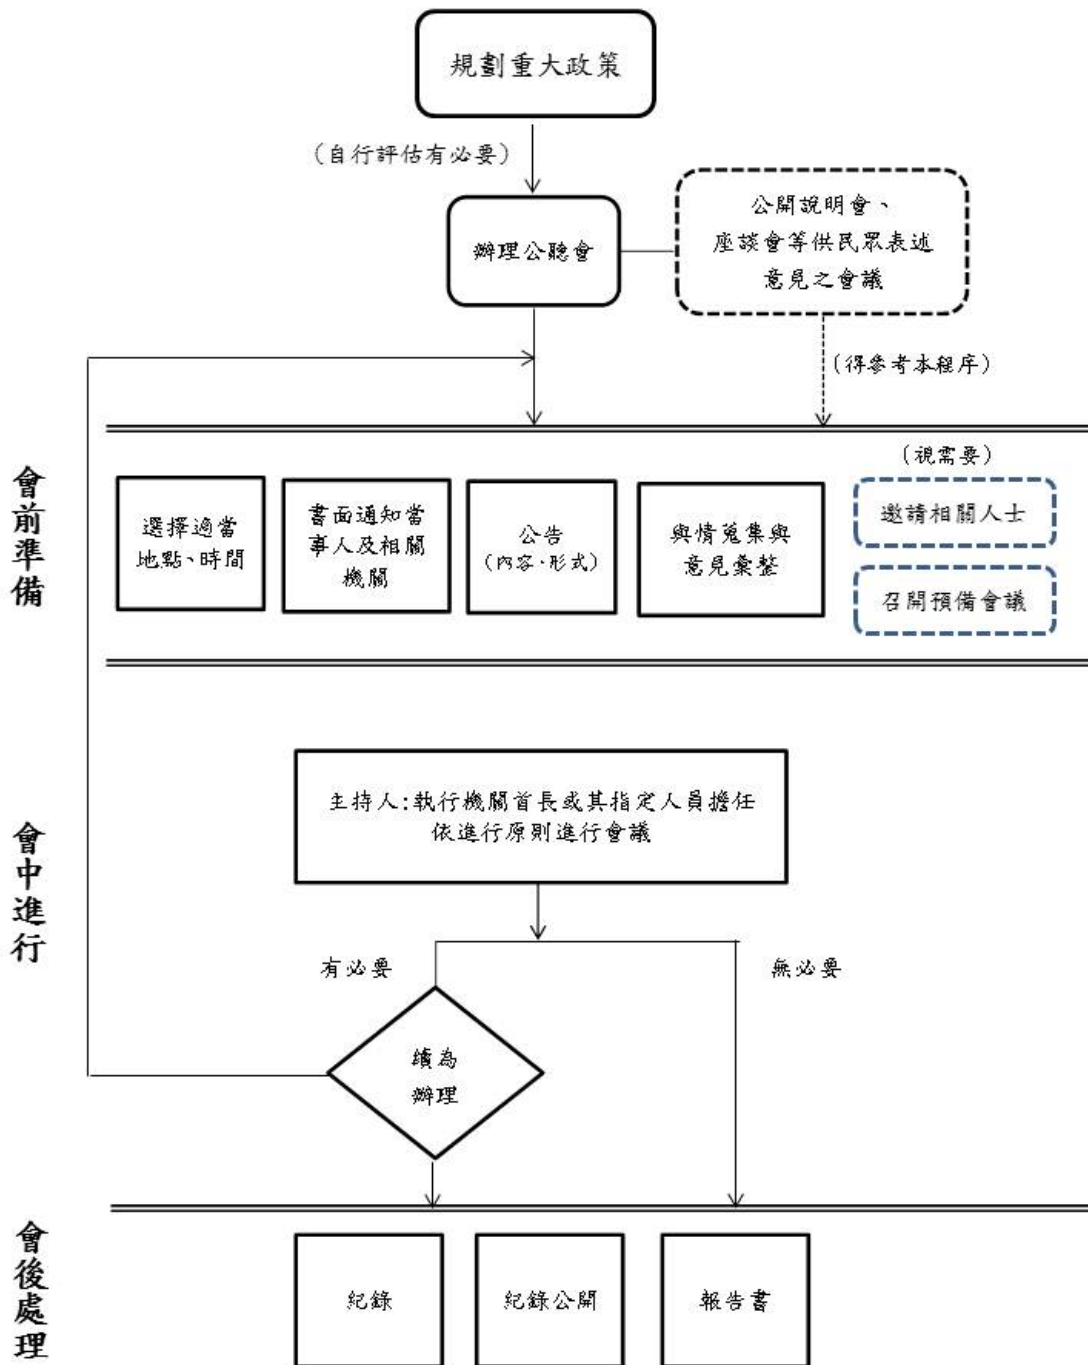 規劃重大政策
(自行評估有必要)
辦理公聽會
公開說明會、
座談會等供民眾表述
意見之會議
(得參考本程序)
會前準備
選擇適當
地點、時間
書面通知當
事人及相關
機關
公告
(內容、形式)
輿情蒐集與
意見彙整
(視需要)
邀請相關人士
召開預備會議
會中進行
主持人:執行機關首長或其指定人員擔任
依進行原則進行會議
有必要
無必要
續為
辦理
會後處理
紀錄
紀錄公開
報告書